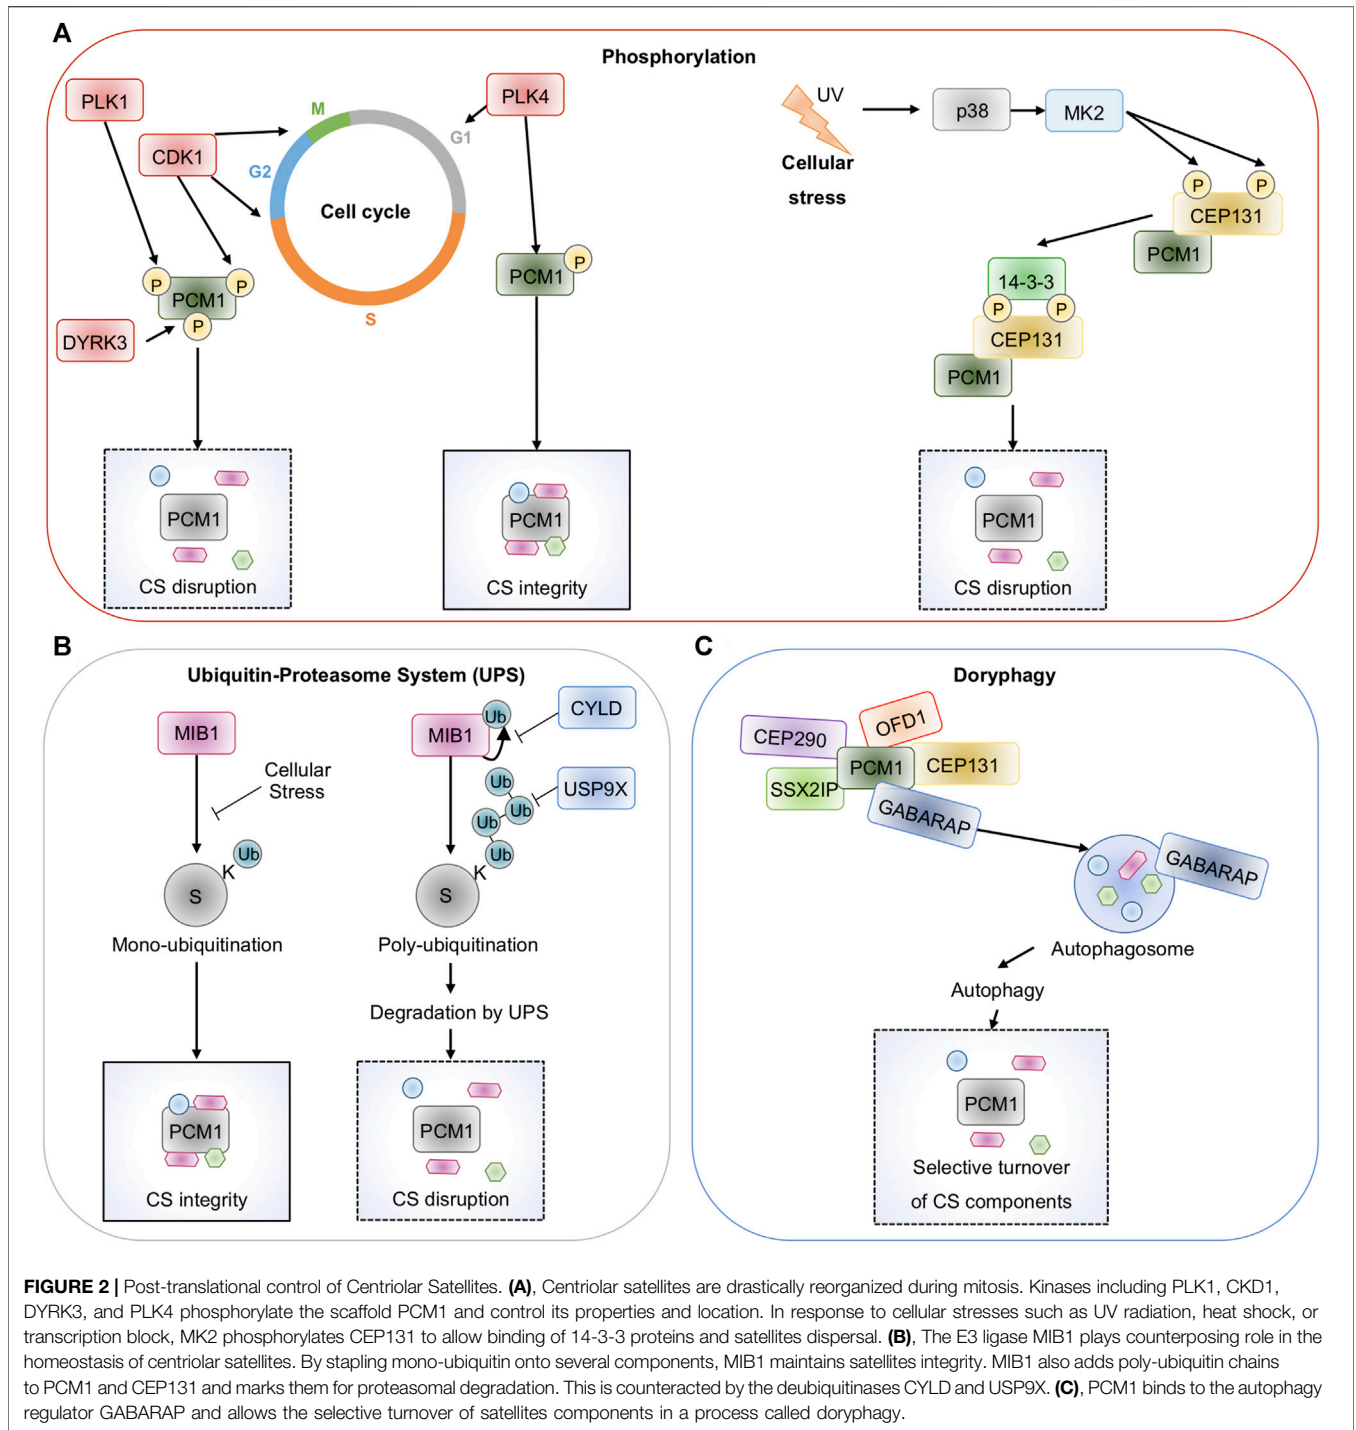 A
Phosphorylation
PLK1
CDK1
M
G2
G1
S
Cell cycle
PLK4
P
P
PCM1
P
DYRK3
PCM1
P
PCM1
CS disruption
PCM1
CS integrity
UV
Cellular
stress
p38
MK2
P
P
CEP131
PCM1
14-3-3
P
P
CEP131
PCM1
PCM1
CS disruption
B
Ubiquitin-Proteasome System (UPS)
MIB1
Cellular
Stress
Ub
K
S
Mono-ubiquitination
PCM1
CS integrity
MIB1
Ub
CYLD
USP9X
Ub
Ub
Ub
Ub
K
S
Poly-ubiquitination
Degradation by UPS
PCM1
CS disruption
C
Doryphagy
CEP290
OFD1
PCM1
CEP131
SSX2IP
GABARAP
GABARAP
Autophagosome
Autophagy
PCM1
Selective turnover
of CS components
FIGURE 2 | Post-translational control of Centriolar Satellites. (A), Centriolar satellites are drastically reorganized during mitosis. Kinases including PLK1, CKD1,
DYRK3, and PLK4 phosphorylate the scaffold PCM1 and control its properties and location. In response to cellular stresses such as UV radiation, heat shock, or
transcription block, MK2 phosphorylates CEP131 to allow binding of 14-3-3 proteins and satellites dispersal. (B), The E3 ligase MIB1 plays counterposing role in the
homeostasis of centriolar satellites. By stapling mono-ubiquitin onto several components, MIB1 maintains satellites integrity. MIB1 also adds poly-ubiquitin chains
to PCM1 and CEP131 and marks them for proteasomal degradation. This is counteracted by the deubiquitinases CYLD and USP9X. (C), PCM1 binds to the autophagy
regulator GABARAP and allows the selective turnover of satellites components in a process called doryphagy.